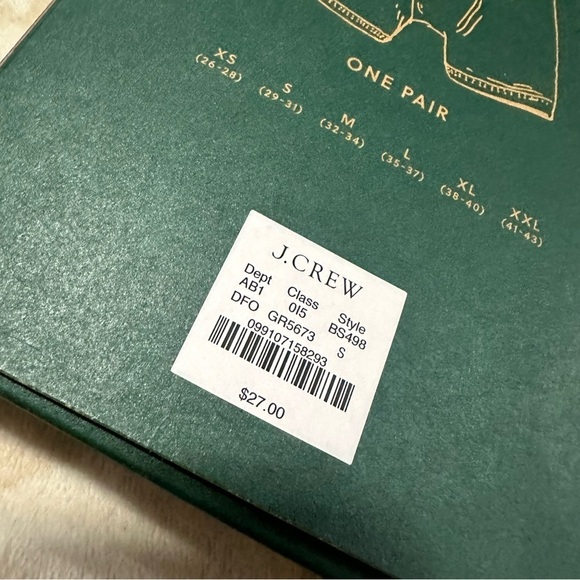 ONE PAIR
XS S M L XL XXL
(26-28) (29-31) (32-34) (35-37) (38-40) (41-43)
J.CREW
Dept Class Style
AB1 0I5 BS498
DFO GR5673 S
099107158293
$27.00